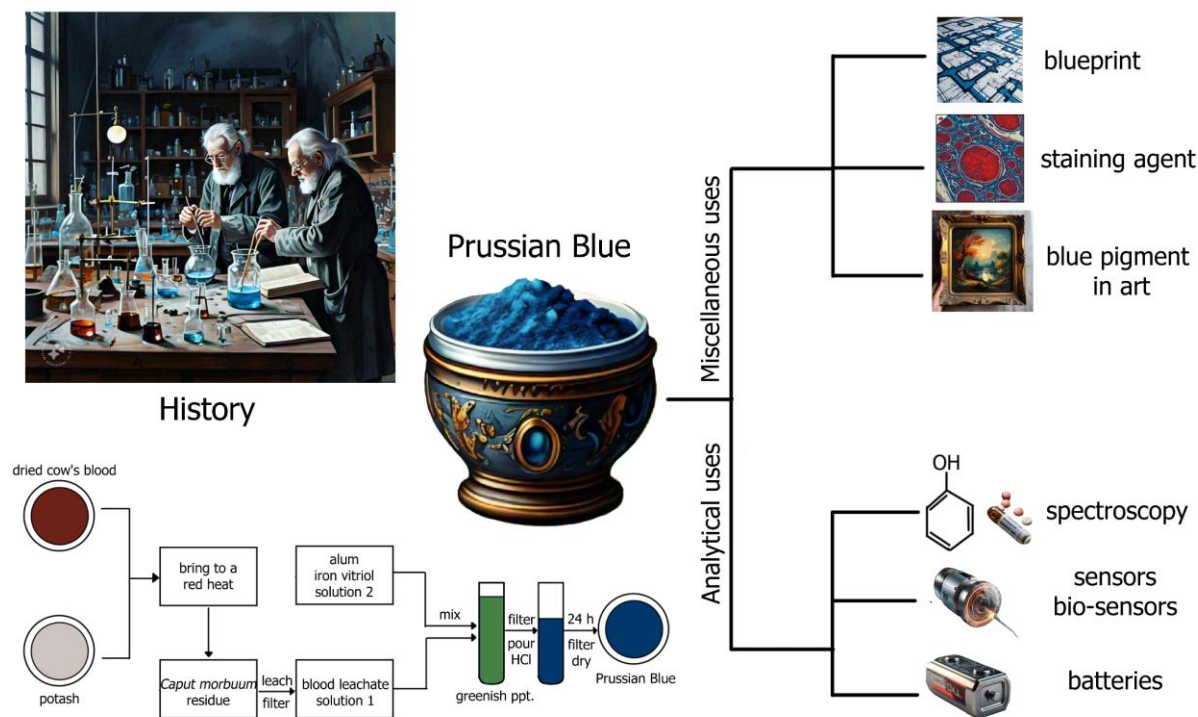 blueprint
staining agent
blue pigment
in art
Miscellaneous uses
Prussian Blue
History
Analytical uses
OH
spectroscopy
sensors
bio-sensors
batteries
dried cow's blood
potash
bring to a
red heat
Caput morbuum
residue
leach
filter
blood leachate
solution 1
alum
iron vitriol
solution 2
mix
greenish ppt.
filter
pour
HCl
24 h
filter
dry
Prussian Blue